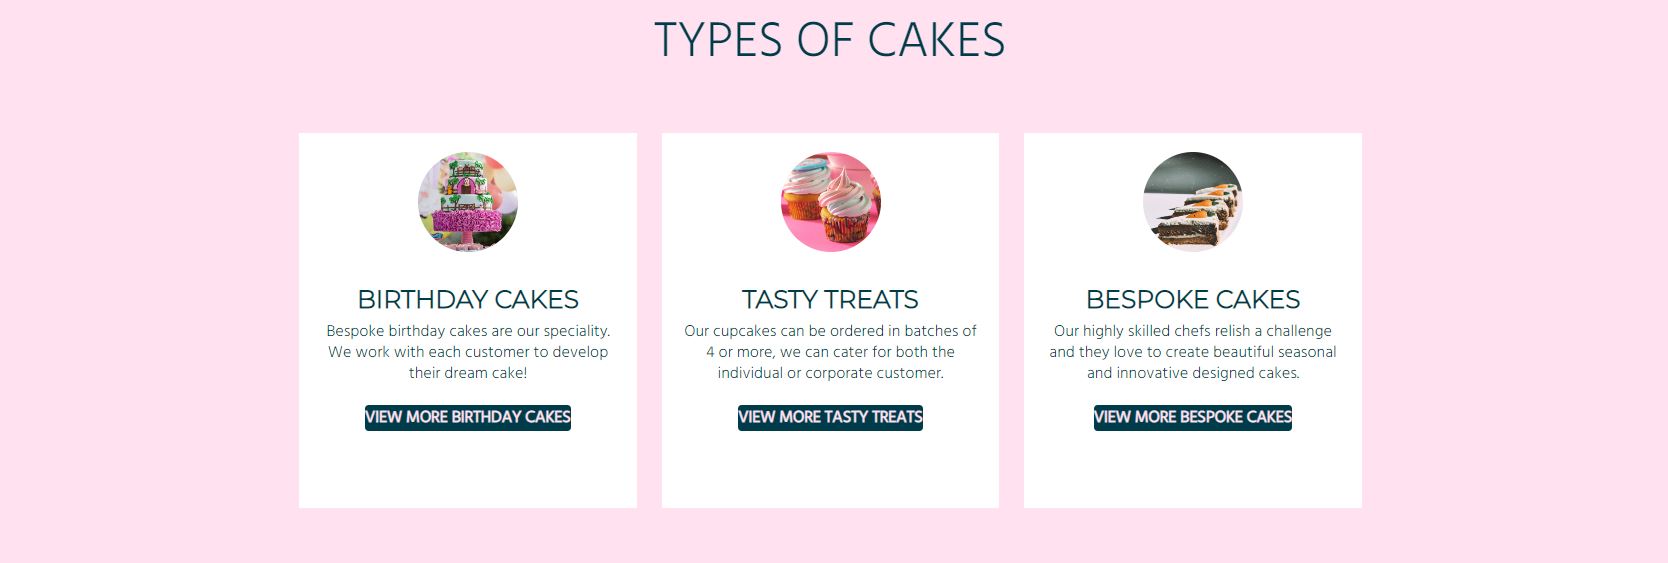 TYPES OF CAKES
BIRTHDAY CAKES
Bespoke birthday cakes are our speciality.
We work with each customer to develop
their dream cake!
VIEW MORE BIRTHDAY CAKES
TASTY TREATS
Our cupcakes can be ordered in batches of
4 or more, we can cater for both the
individual or corporate customer.
VIEW MORE TASTY TREATS
BESPOKE CAKES
Our highly skilled chefs relish a challenge
and they love to create beautiful seasonal
and innovative designed cakes.
VIEW MORE BESPOKE CAKES